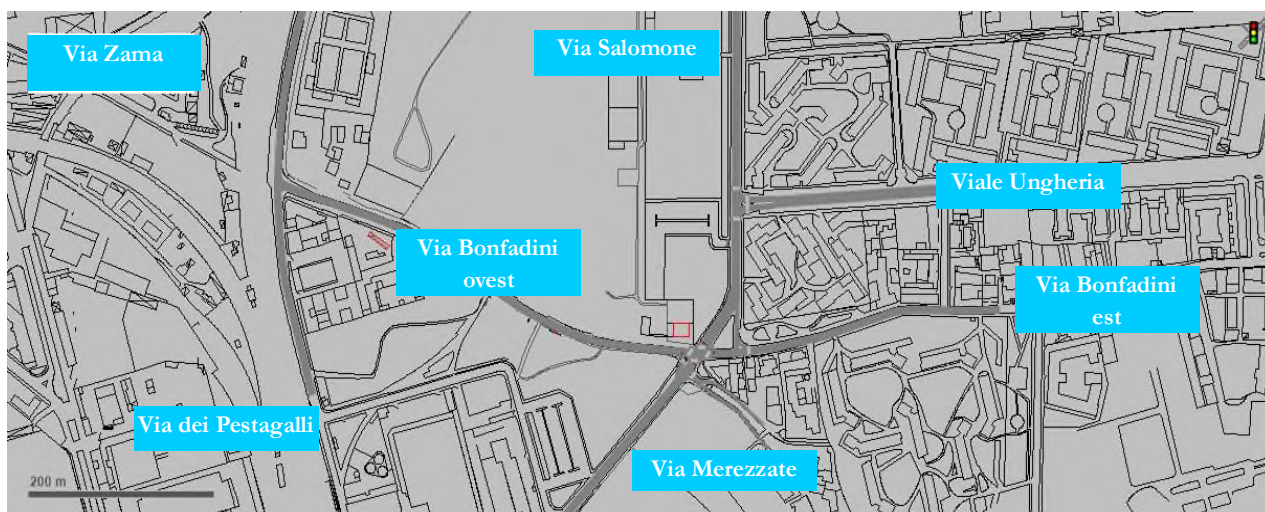 Via Zama
Via Salomone
Viale Ungheria
Via Bonfadini
ovest
Via Bonfadini
est
Via dei Pestagalli
Via Merezzate
200 m